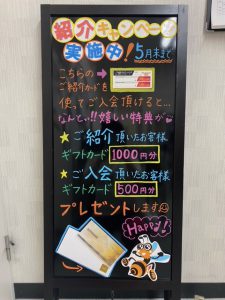 紹介キャンペーン
実施中! 5月末まで
こちらの→
ご紹介カードを
使ってご入会頂けると…
なんと、!!嬉しい特典が♡
★ご紹介頂いたお客様
ギフトカード1000円分
★ご入会頂いたお客様
ギフトカード500円分
プレゼントします☺
Happy!!